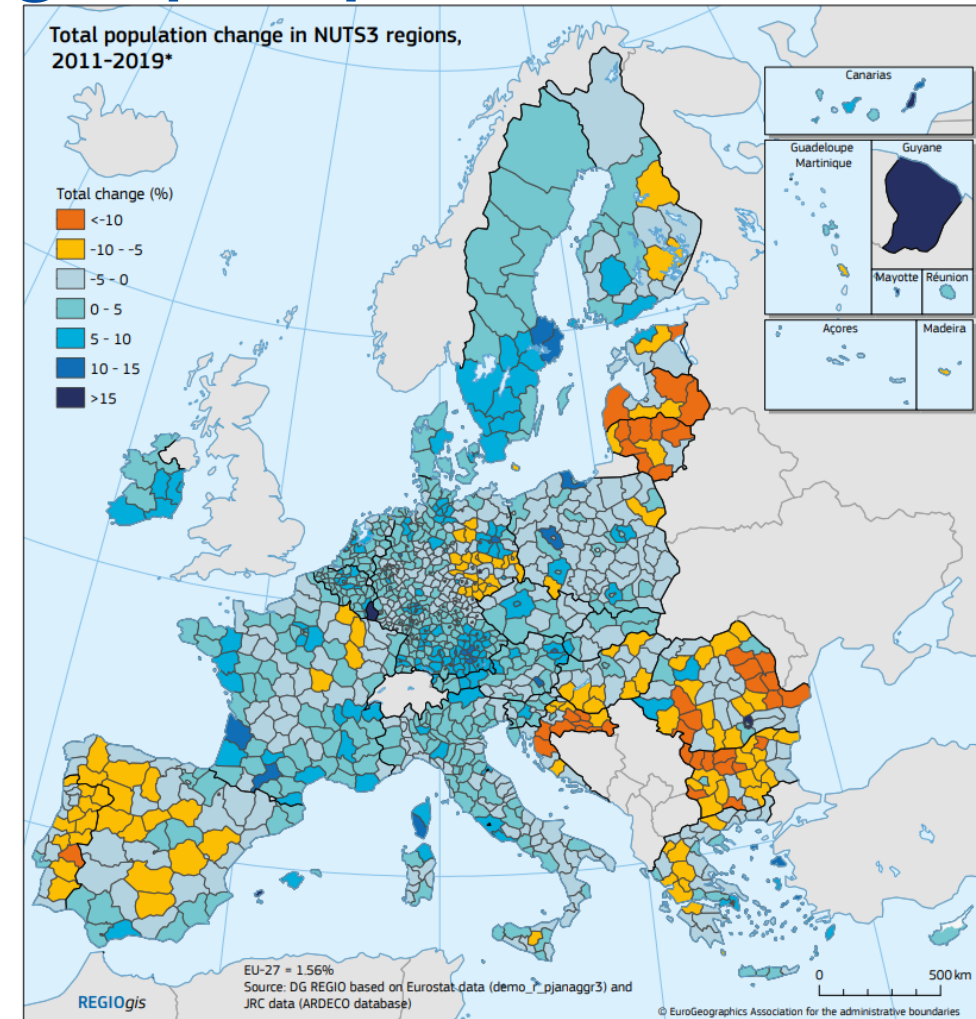 Total population change in NUTS3 regions,
2011-2019*
Total change (%)
<-10
-10 - -5
-5 - 0
0 - 5
5 - 10
10 - 15
>15
Canarias
Guadeloupe
Martinique
Guyane
Mayotte
Réunion
Açores
Madeira
EU-27 = 1.56%
Source: DG REGIO based on Eurostat data (demo_r_pjanaggr3) and
JRC data (ARDECO database)
REGIOgis
0
500 km
© EuroGeographics Association for the administrative boundaries